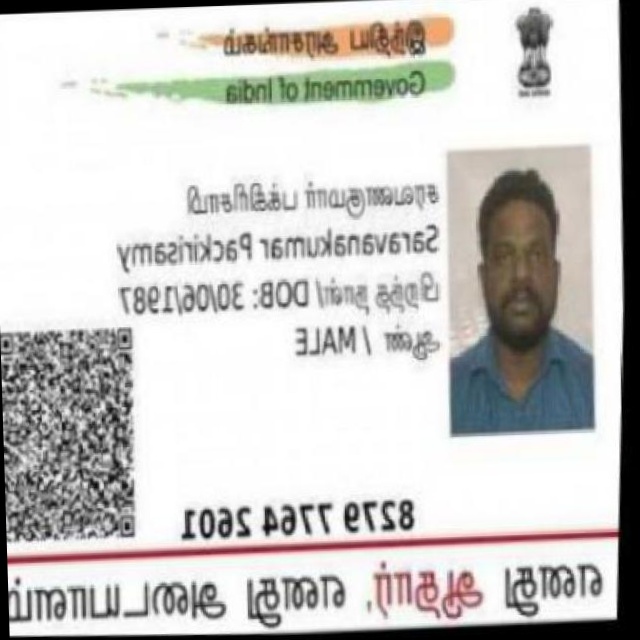 இந்திய அரசாங்கம்
Government of India
சரவணகுமார் பக்கிரிசாமி
Saravanakumar Packirisamy
பிறந்த நாள்/ DOB: 30/06/1987
ஆண் / MALE
8279 7764 2601
எனது ஆதார், எனது அடையாளம்